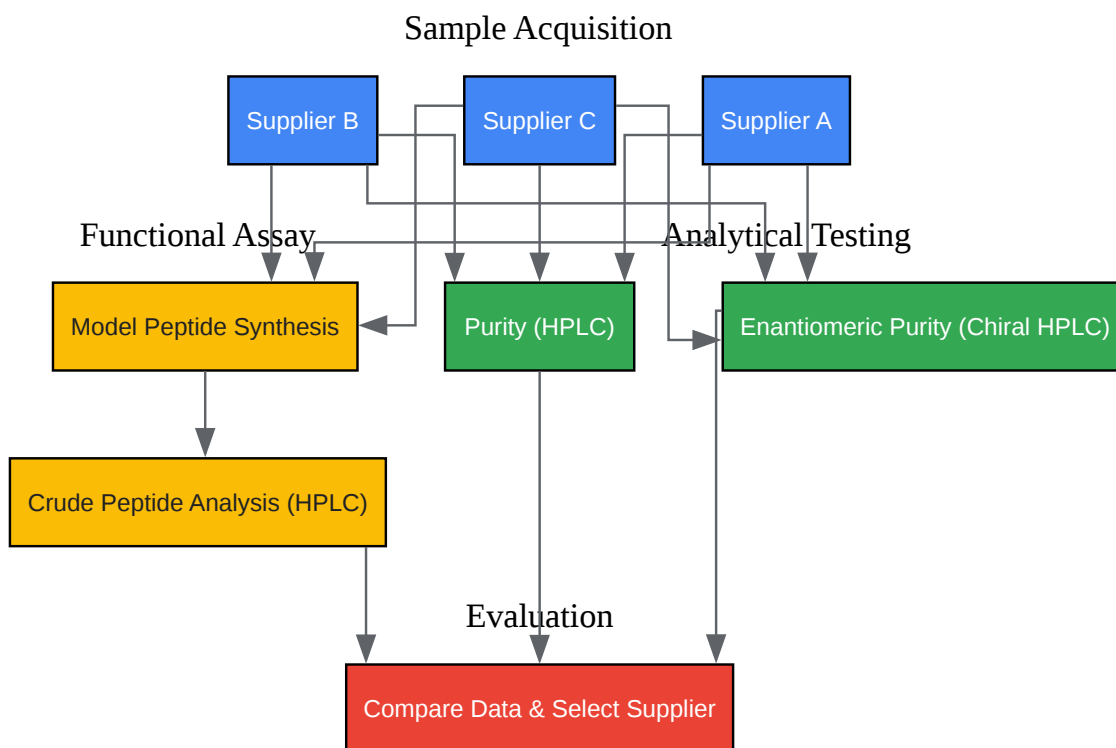 Sample Acquisition
Supplier B
Supplier C
Supplier A
Functional Assay
Analytical Testing
Model Peptide Synthesis
Purity (HPLC)
Enantiomeric Purity (Chiral HPLC)
Crude Peptide Analysis (HPLC)
Evaluation
Compare Data & Select Supplier